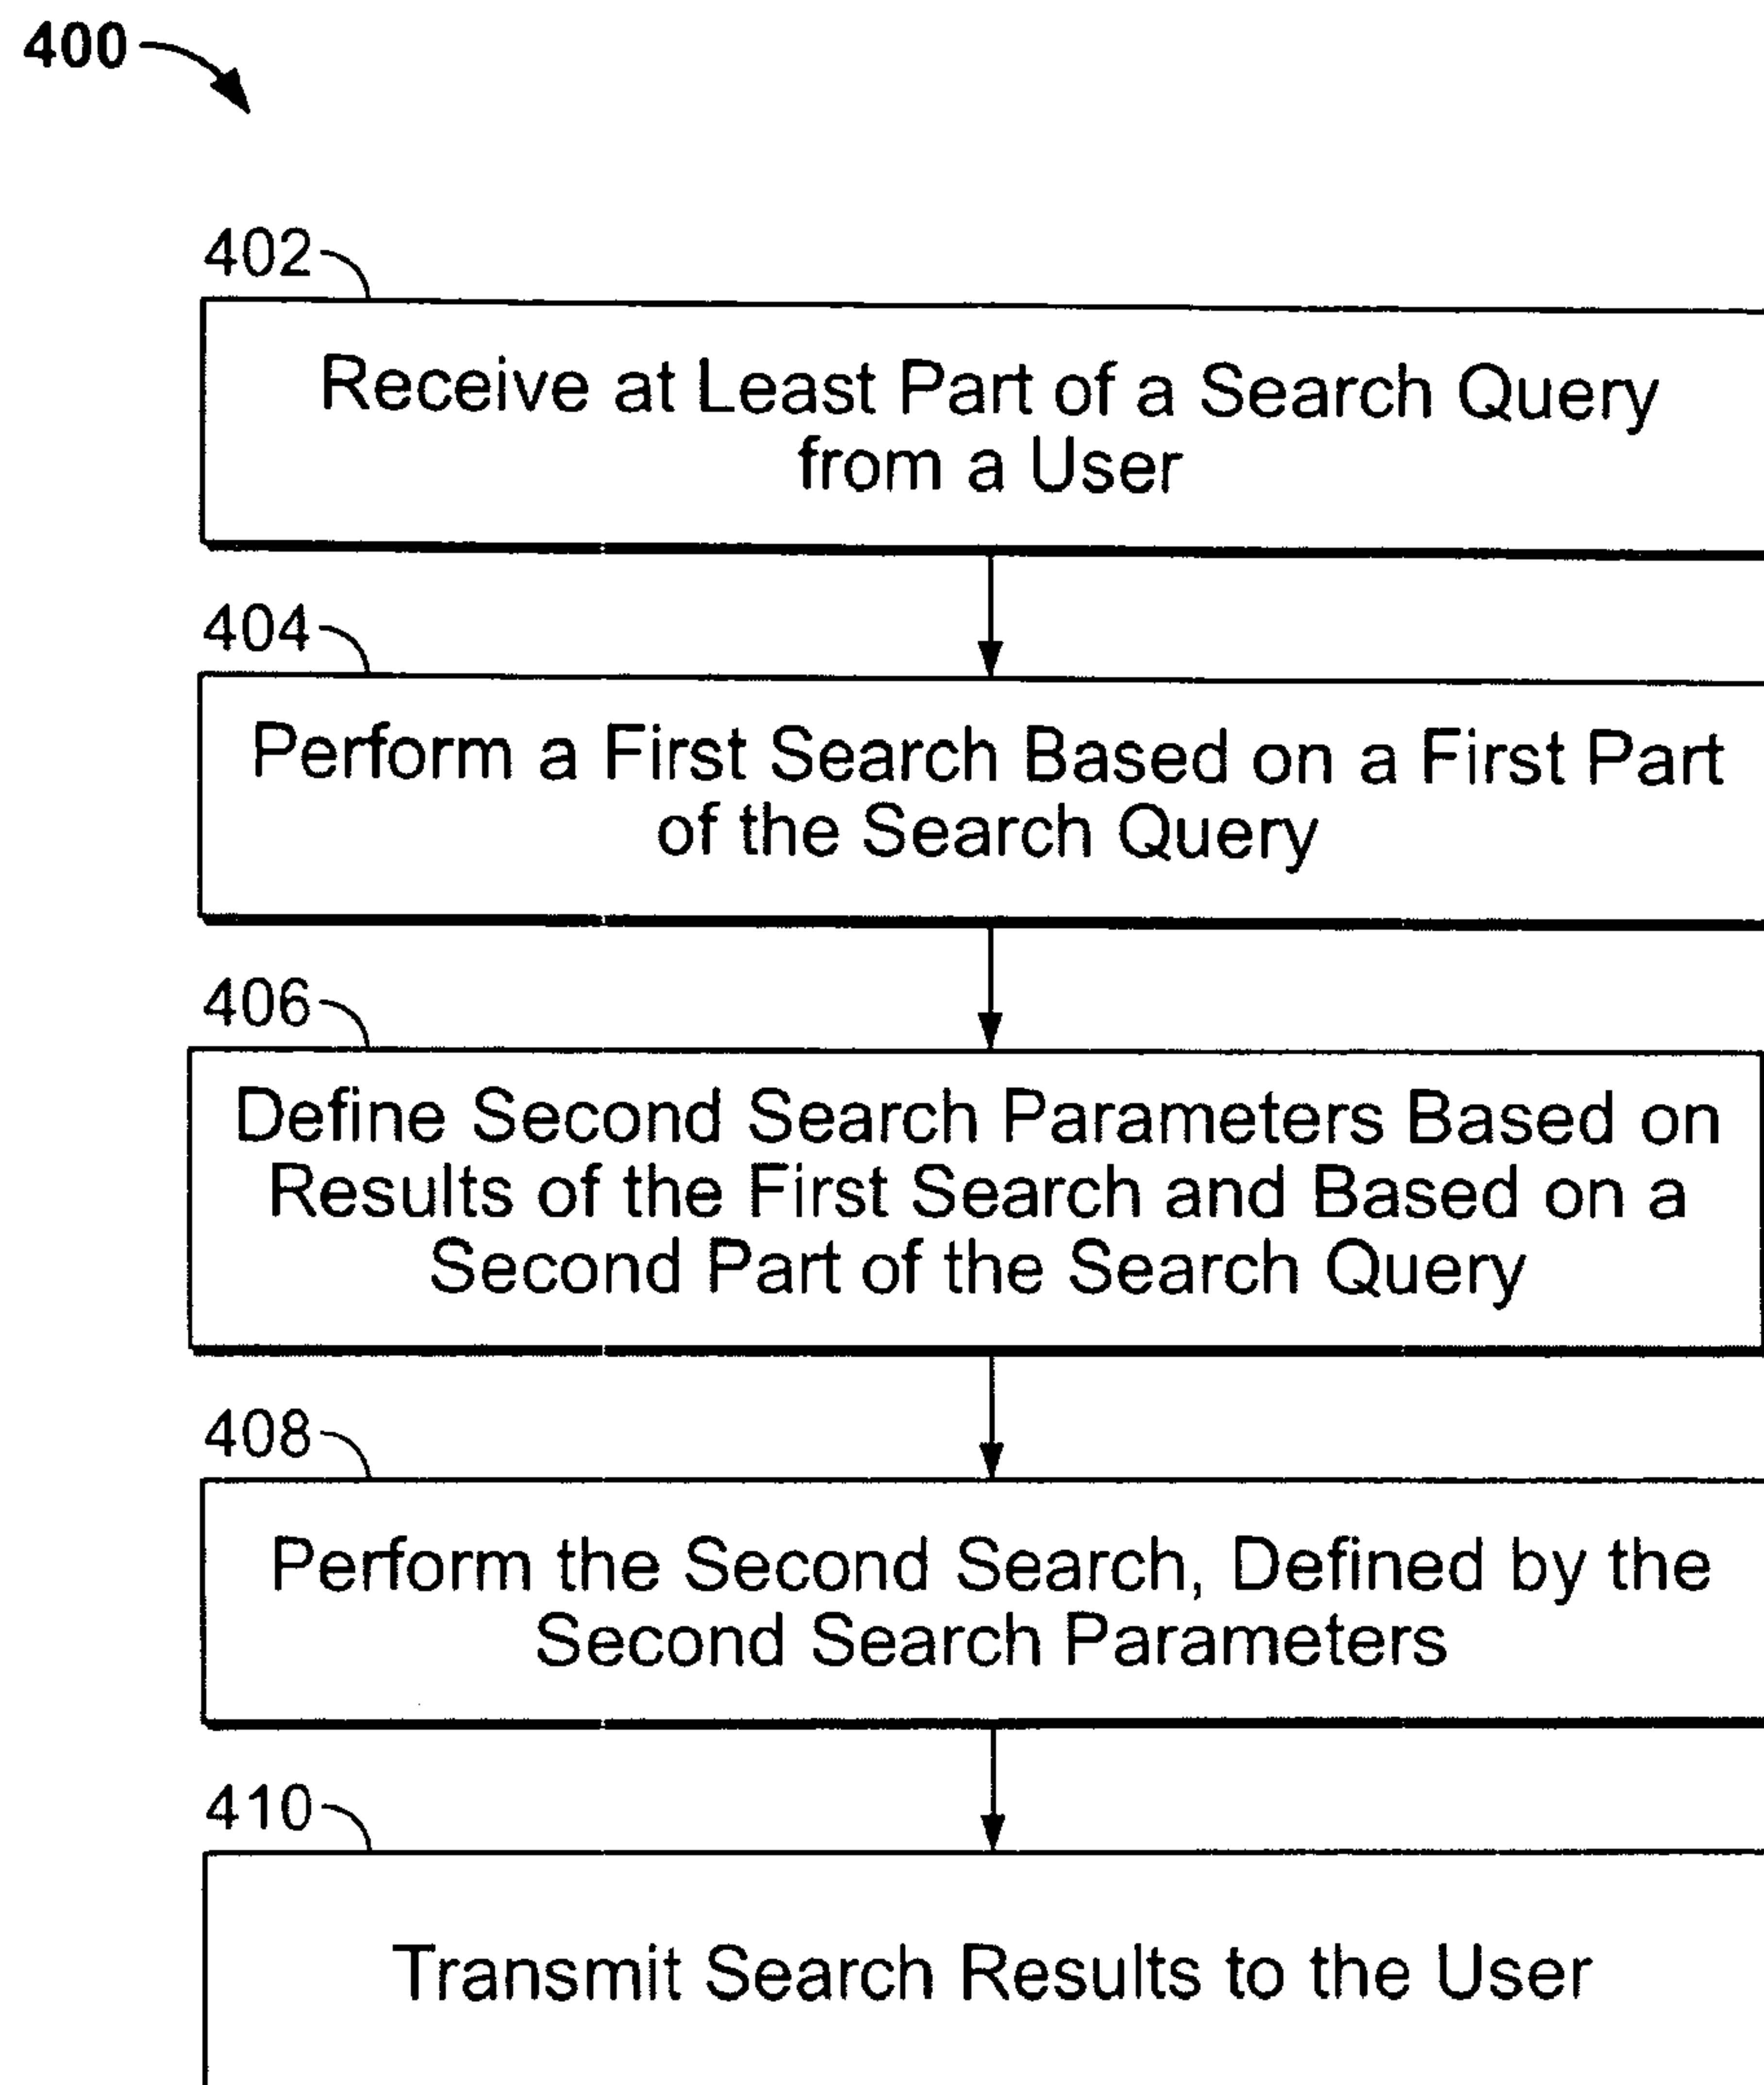 400
402
Receive at Least Part of a Search Query
from a User
404
Perform a First Search Based on a First Part
of the Search Query
406
Define Second Search Parameters Based on
Results of the First Search and Based on a
Second Part of the Search Query
408
Perform the Second Search, Defined by the
Second Search Parameters
410
Transmit Search Results to the User